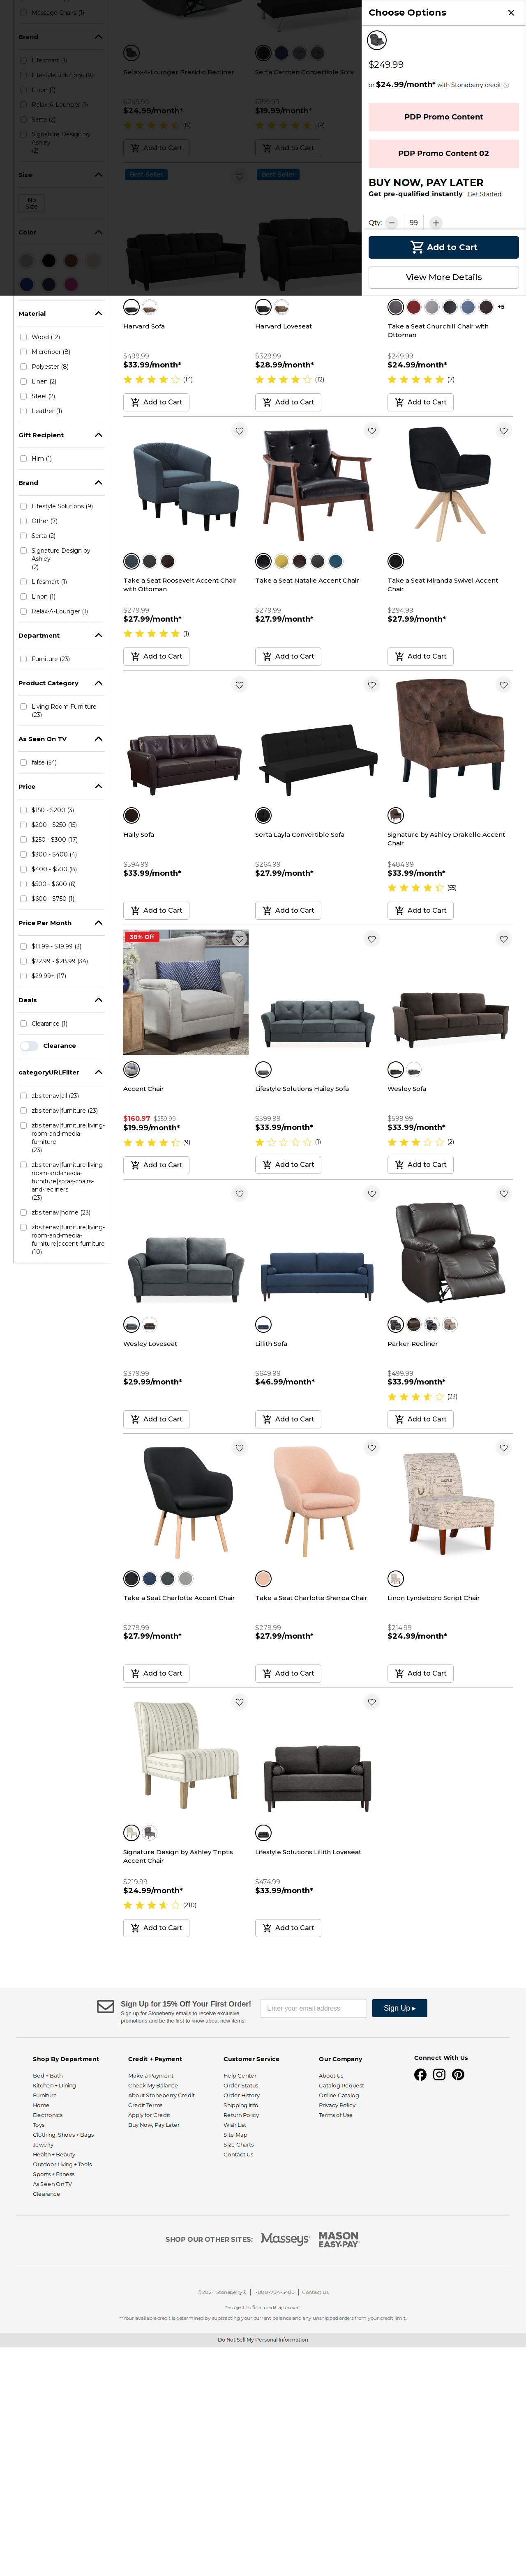 Massage Chairs (1)
Brand
Lifesmart (1)
Lifestyle Solutions (9)
Linon (1)
Relax-A-Lounger (1)
Serta (2)
Signature Design by
Ashley
(2)
Size
No
Size
Color
Material
Wood (12)
Microfiber (8)
Polyester (8)
Linen (2)
Steel (2)
Leather (1)
Gift Recipient
Him (1)
Brand
Lifestyle Solutions (9)
Other (7)
Serta (2)
Signature Design by
Ashley
(2)
Lifesmart (1)
Linon (1)
Relax-A-Lounger (1)
Department
Furniture (23)
Product Category
Living Room Furniture
(23)
As Seen On TV
false (54)
Price
$150 - $200 (3)
$200 - $250 (15)
$250 - $300 (17)
$300 - $400 (4)
$400 - $500 (8)
$500 - $600 (6)
$600 - $750 (1)
Price Per Month
$11.99 - $19.99 (3)
$22.99 - $28.99 (34)
$29.99+ (17)
Deals
Clearance (1)
Clearance
categoryURLFilter
zbsitenav|all (23)
zbsitenav|furniture (23)
zbsitenav|furniture|living-
room-and-media-
furniture
(23)
zbsitenav|furniture|living-
room-and-media-
furniture|sofas-chairs-
and-recliners
(23)
zbsitenav|home (23)
zbsitenav|furniture|living-
room-and-media-
furniture|accent-furniture
(10)
Relax-A-Lounger Presidio Recliner
$249.99
$24.99/month*
(8)
Add to Cart
Serta Carmen Convertible Sofa
$199.99
$19.99/month*
(19)
Add to Cart
Choose Options
$249.99
or $24.99/month* with Stoneberry credit
PDP Promo Content
PDP Promo Content 02
BUY NOW, PAY LATER
Get pre-qualified instantly Get Started
Qty: 99
Add to Cart
View More Details
Best-Seller
Harvard Sofa
$499.99
$33.99/month*
(14)
Add to Cart
Best-Seller
Harvard Loveseat
$329.99
$28.99/month*
(12)
Add to Cart
+5
Take a Seat Churchill Chair with
Ottoman
$249.99
$24.99/month*
(7)
Add to Cart
Take a Seat Roosevelt Accent Chair
with Ottoman
$279.99
$27.99/month*
(1)
Add to Cart
Take a Seat Natalie Accent Chair
$279.99
$27.99/month*
Add to Cart
Take a Seat Miranda Swivel Accent
Chair
$294.99
$27.99/month*
Add to Cart
Haily Sofa
$594.99
$33.99/month*
Add to Cart
Serta Layla Convertible Sofa
$264.99
$27.99/month*
Add to Cart
Signature by Ashley Drakelle Accent
Chair
$484.99
$33.99/month*
(55)
Add to Cart
38% Off
Accent Chair
$160.97 $259.99
$19.99/month*
(9)
Add to Cart
Lifestyle Solutions Hailey Sofa
$599.99
$33.99/month*
(1)
Add to Cart
Wesley Sofa
$599.99
$33.99/month*
(2)
Add to Cart
Wesley Loveseat
$379.99
$29.99/month*
Add to Cart
Lillith Sofa
$649.99
$46.99/month*
Add to Cart
Parker Recliner
$499.99
$33.99/month*
(23)
Add to Cart
Take a Seat Charlotte Accent Chair
$279.99
$27.99/month*
Add to Cart
Take a Seat Charlotte Sherpa Chair
$279.99
$27.99/month*
Add to Cart
Linon Lyndeboro Script Chair
$214.99
$24.99/month*
Add to Cart
Signature Design by Ashley Triptis
Accent Chair
$219.99
$24.99/month*
(210)
Add to Cart
Lifestyle Solutions Lillith Loveseat
$474.99
$33.99/month*
Add to Cart
Sign Up for 15% Off Your First Order!
Sign up for Stoneberry emails to receive exclusive
promotions and be the first to know about new items!
Enter your email address
Sign Up ▸
Shop By Department
Bed + Bath
Kitchen + Dining
Furniture
Home
Electronics
Toys
Clothing, Shoes + Bags
Jewelry
Health + Beauty
Outdoor Living + Tools
Sports + Fitness
As Seen On TV
Clearance
Credit + Payment
Make a Payment
Check My Balance
About Stoneberry Credit
Credit Terms
Apply for Credit
Buy Now, Pay Later
Customer Service
Help Center
Order Status
Order History
Shipping Info
Return Policy
Wish List
Site Map
Size Charts
Contact Us
Our Company
About Us
Catalog Request
Online Catalog
Privacy Policy
Terms of Use
Connect With Us
SHOP OUR OTHER SITES: Masseys MASON
EASY-PAY
©2024 Stoneberry® | 1-800-704-5480 | Contact Us
*Subject to final credit approval.
**Your available credit is determined by subtracting your current balance and any unshipped orders from your credit limit.
Do Not Sell My Personal Information